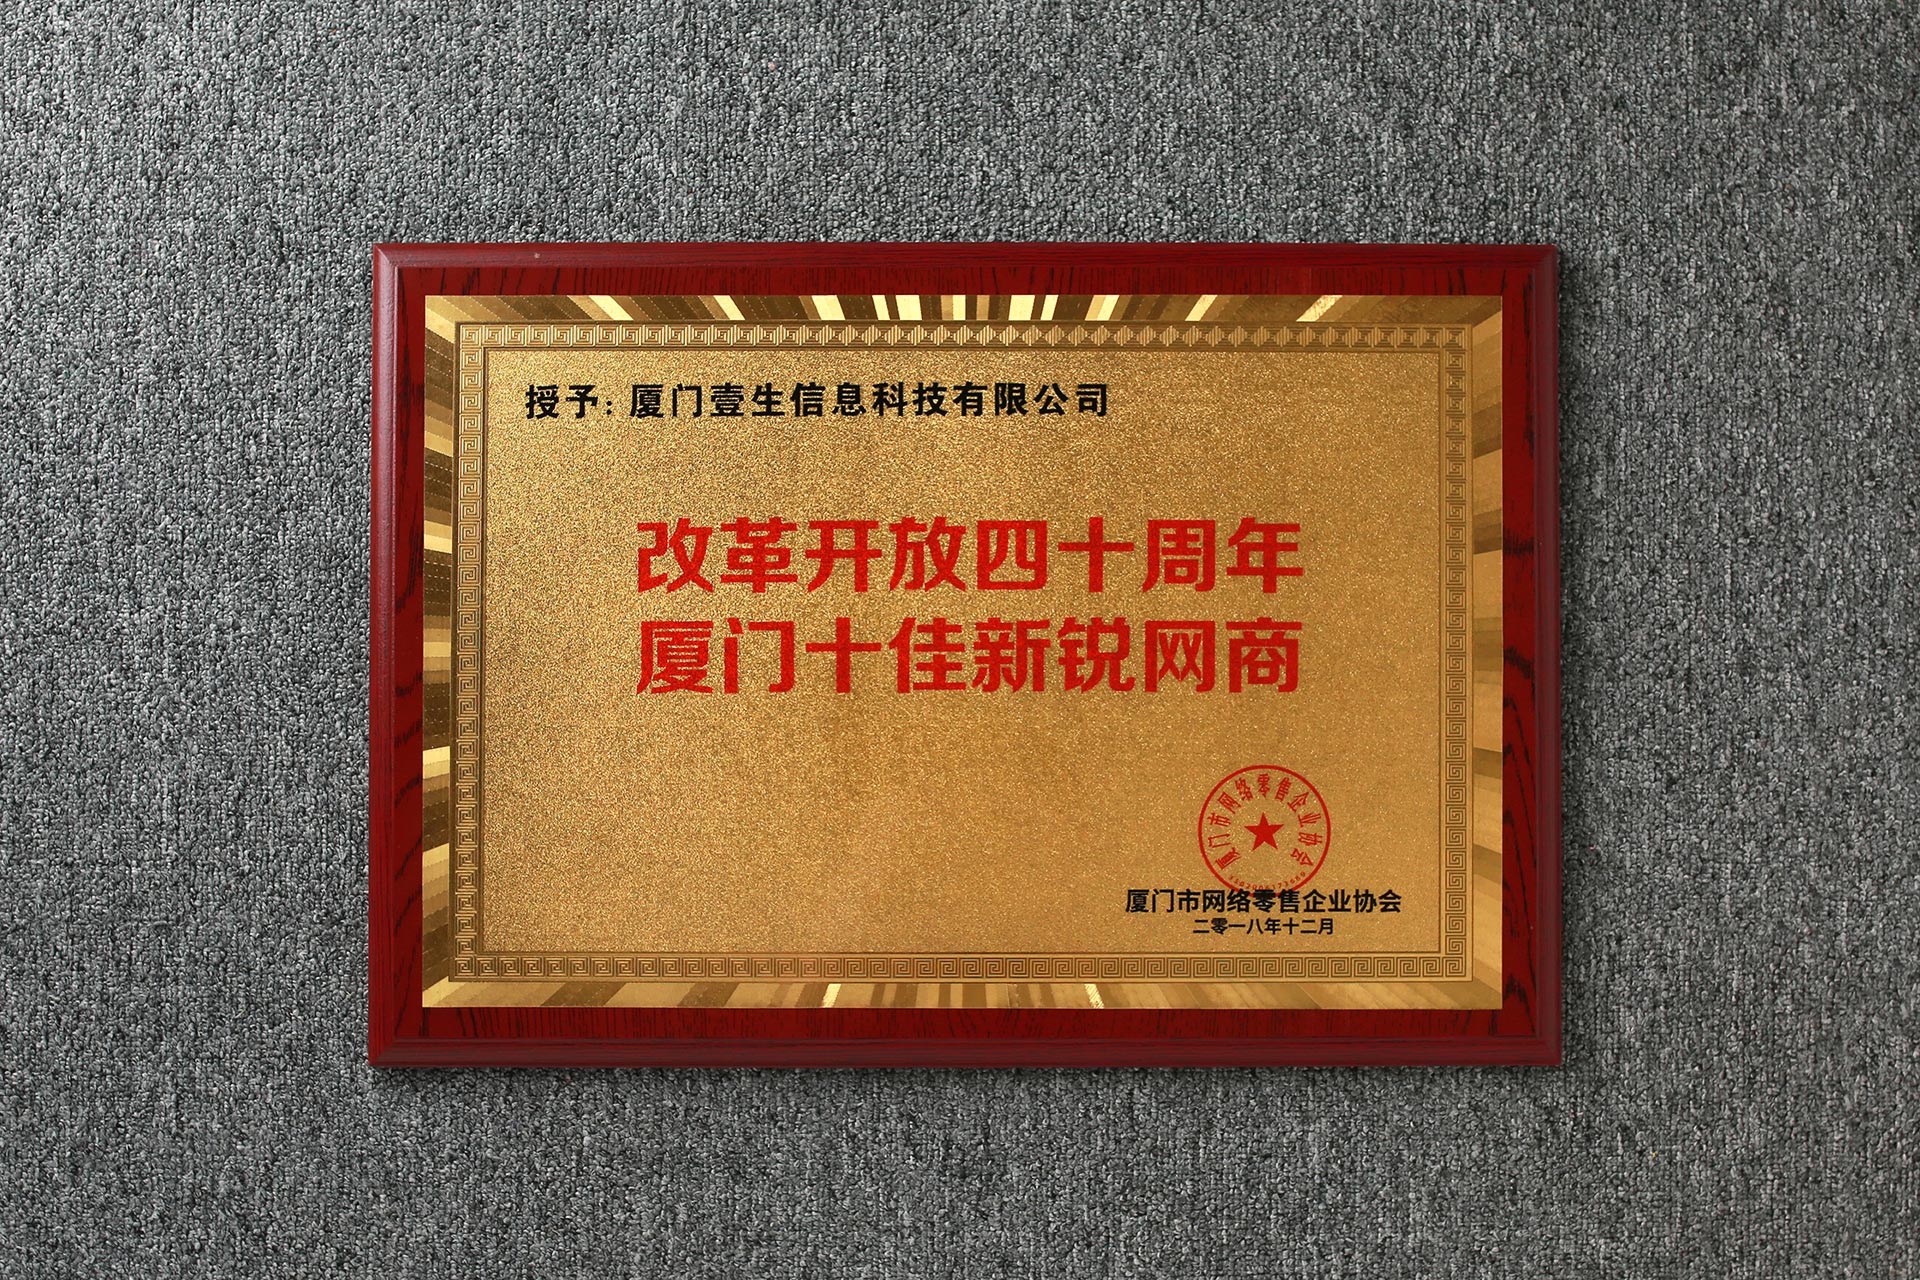 授予：厦门壹生信息科技有限公司
改革开放四十周年
厦门十佳新锐网商
厦门市网络零售企业协会
厦门市网络零售企业协会
二零一八年十二月